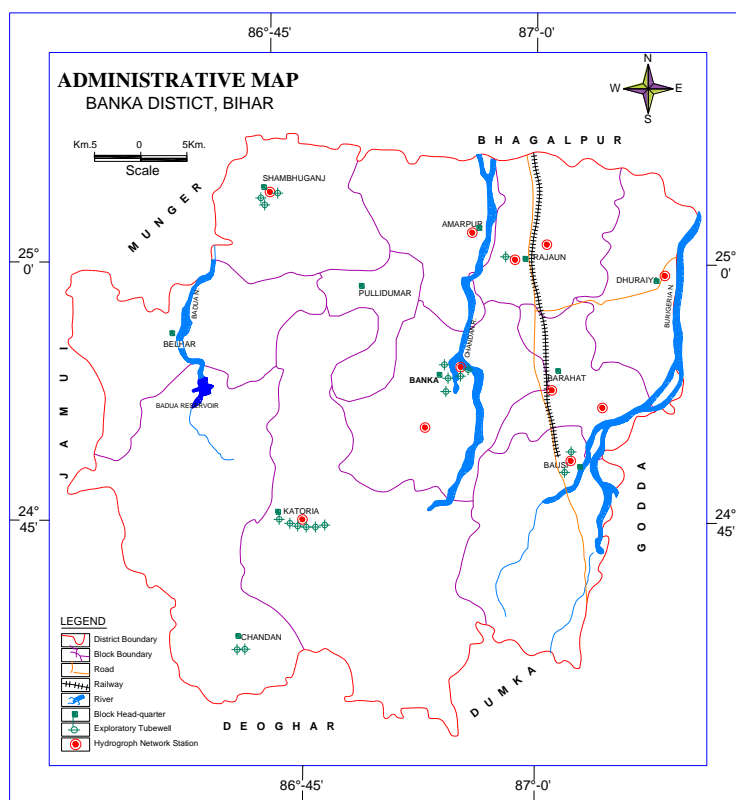 86°-45'
87°-0'
ADMINISTRATIVE MAP
BANKA DISTICT, BIHAR
N
W
E
S
Km.5 0 5Km.
Scale
BHAGALPUR
MUNGER
SHAMBHUGANJ
AMARPUR
25°
0'
RAJAUN
25°
0'
DHURAIYA
PULLIDUMAR
BADUA N.
BURIGERIA N.
BELHAR
CHANDAN R
JAMUI
BANKA
BARAHAT
BADUA RESERVOIR
BAUSI
GODDA
24°
45'
KATORIA
24°
45'
LEGEND
District Boundary
Block Boundary
Road
Railway
River
Block Head-quarter
Exploratory Tubewell
Hydrogroph Network Station
CHANDAN
DUMKA
DEOGHAR
86°-45'
87°-0'